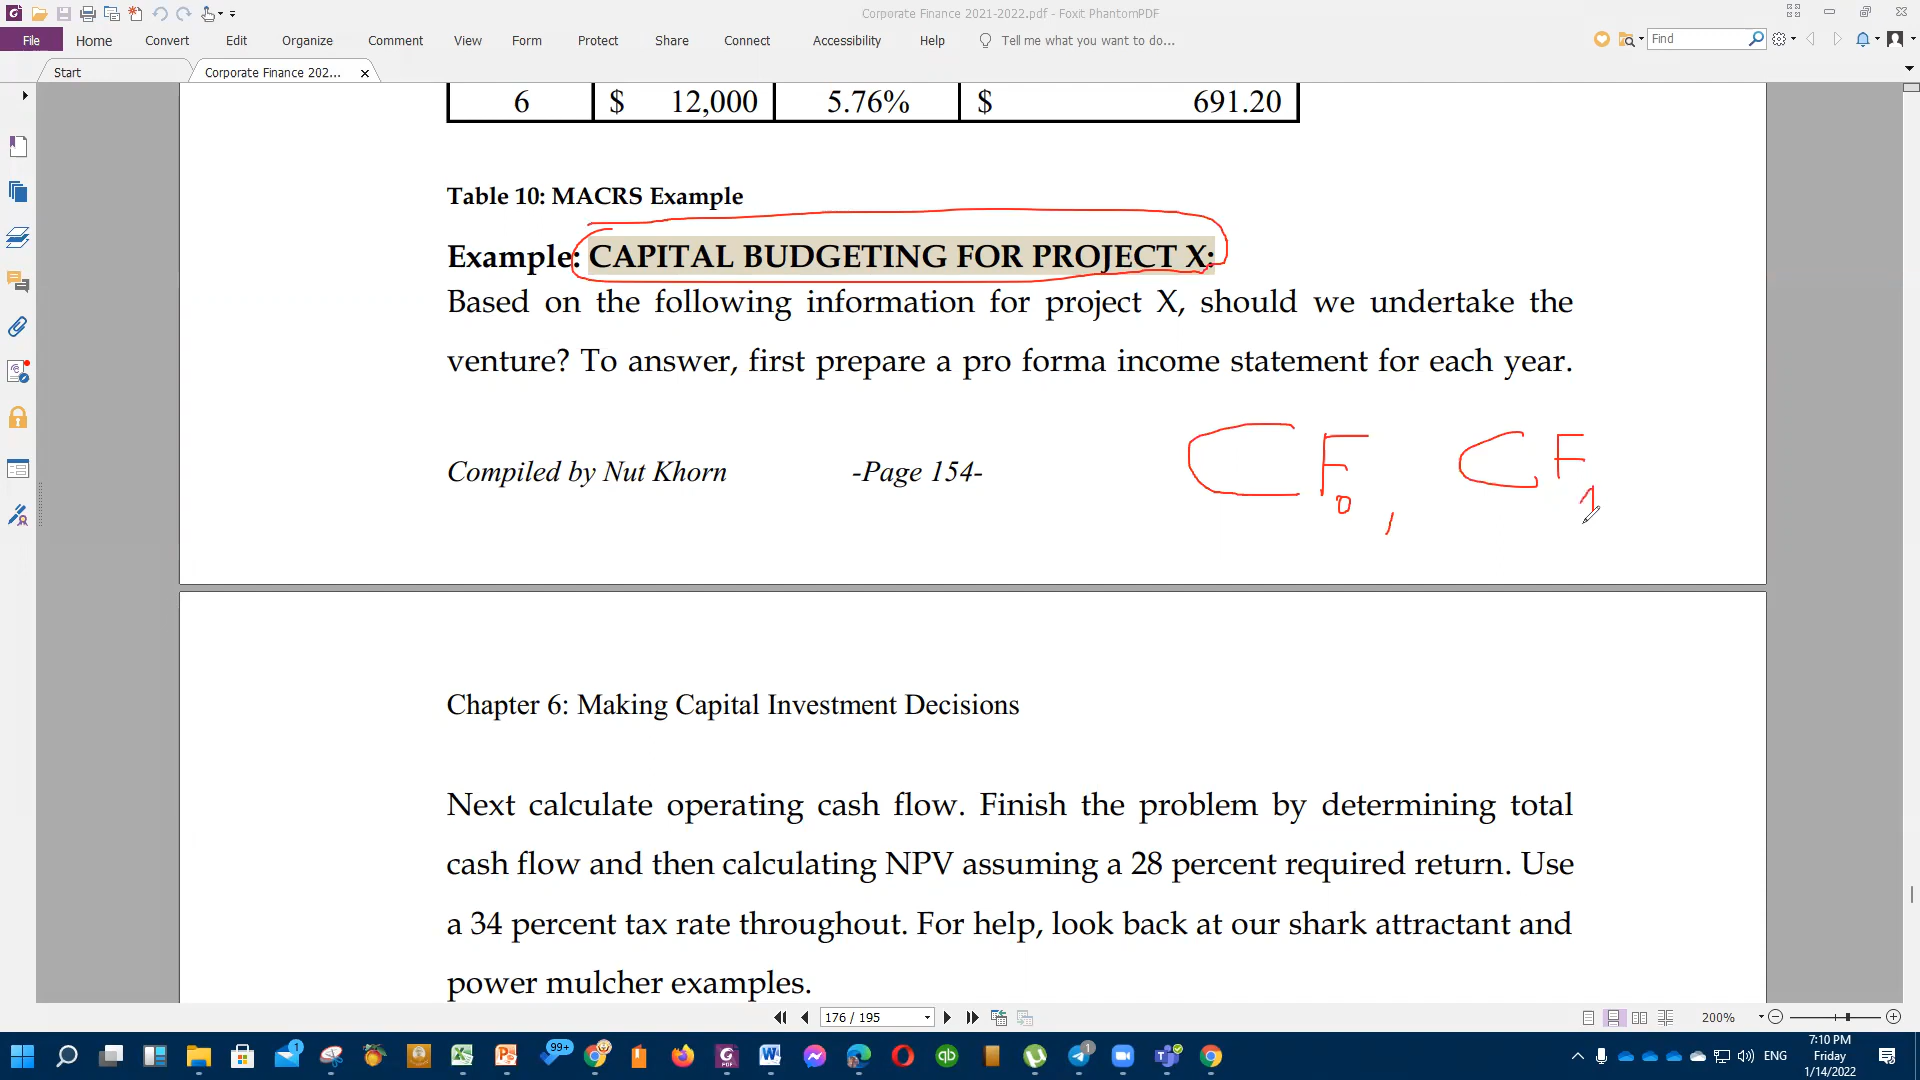 Corporate Finance 2021-2022.pdf - Foxit PhantomPDF
File Home Convert Edit Organize Comment View Form Protect Share Connect Accessibility Help Tell me what you want to do... Find
Start Corporate Finance 202... ×
6 $ 12,000 5.76% $ 691.20
Table 10: MACRS Example
Example: CAPITAL BUDGETING FOR PROJECT X:
Based on the following information for project X, should we undertake the
venture? To answer, first prepare a pro forma income statement for each year.
CF0, CF1
Compiled by Nut Khorn -Page 154-
Chapter 6: Making Capital Investment Decisions
Next calculate operating cash flow. Finish the problem by determining total
cash flow and then calculating NPV assuming a 28 percent required return. Use
a 34 percent tax rate throughout. For help, look back at our shark attractant and
power mulcher examples.
176 / 195 200%
1 99+ 1 ENG
7:10 PM
Friday
1/14/2022